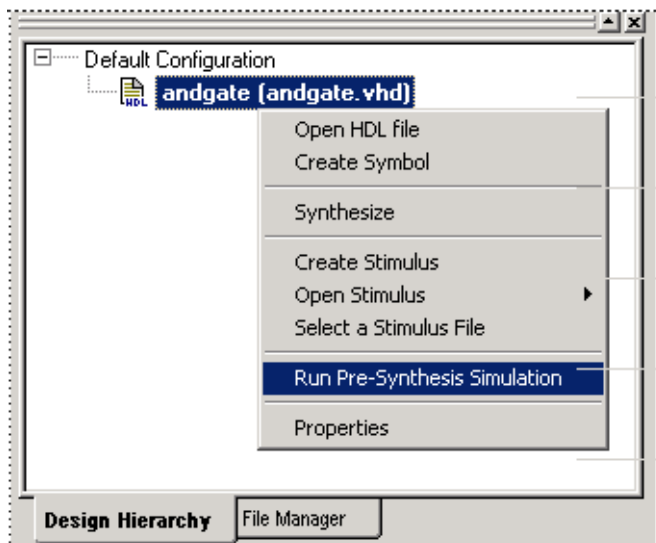 Default Configuration
HDL
andgate (andgate.vhd)
Open HDL file
Create Symbol
Synthesize
Create Stimulus
Open Stimulus
Select a Stimulus File
Run Pre-Synthesis Simulation
Properties
Design Hierarchy
File Manager